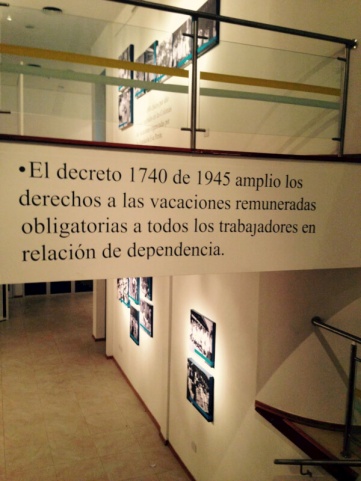 •El decreto 1740 de 1945 amplio los
derechos a las vacaciones remuneradas
obligatorias a todos los trabajadores en
relación de dependencia.